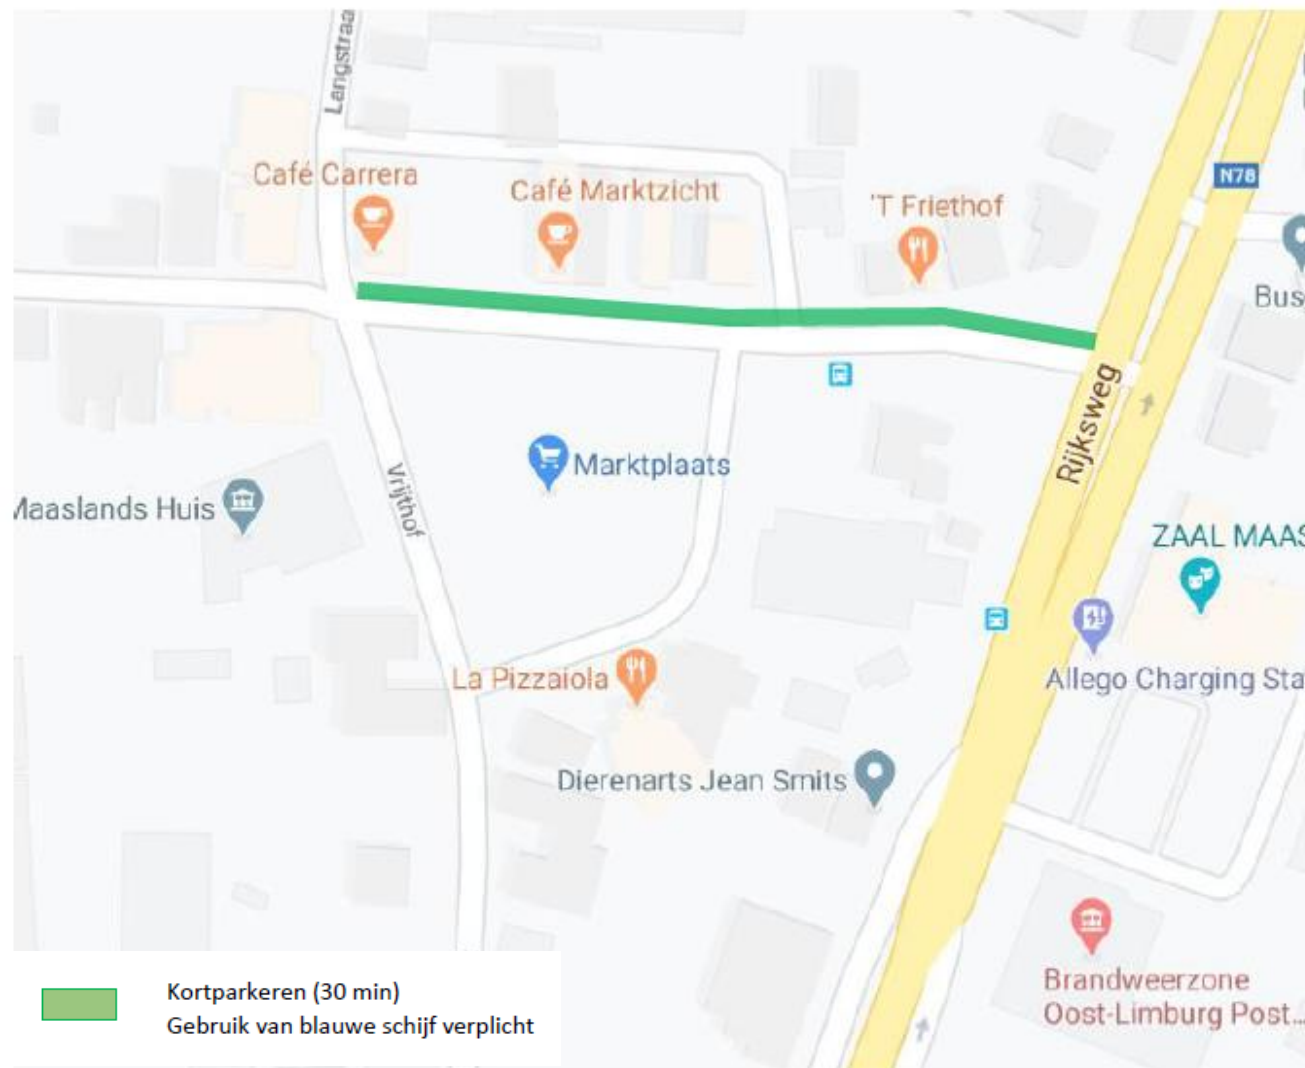 Langstraa
N78
Café Carrera
Café Marktzicht
'T Friethof
Bus
Rijksweg
Marktplaats
Vrijthof
Maaslands Huis
ZAAL MAAS
La Pizzaiola
Allego Charging Sta
Dierenarts Jean Smits
Brandweerzone
Oost-Limburg Post...
Kortparkeren (30 min)
Gebruik van blauwe schijf verplicht